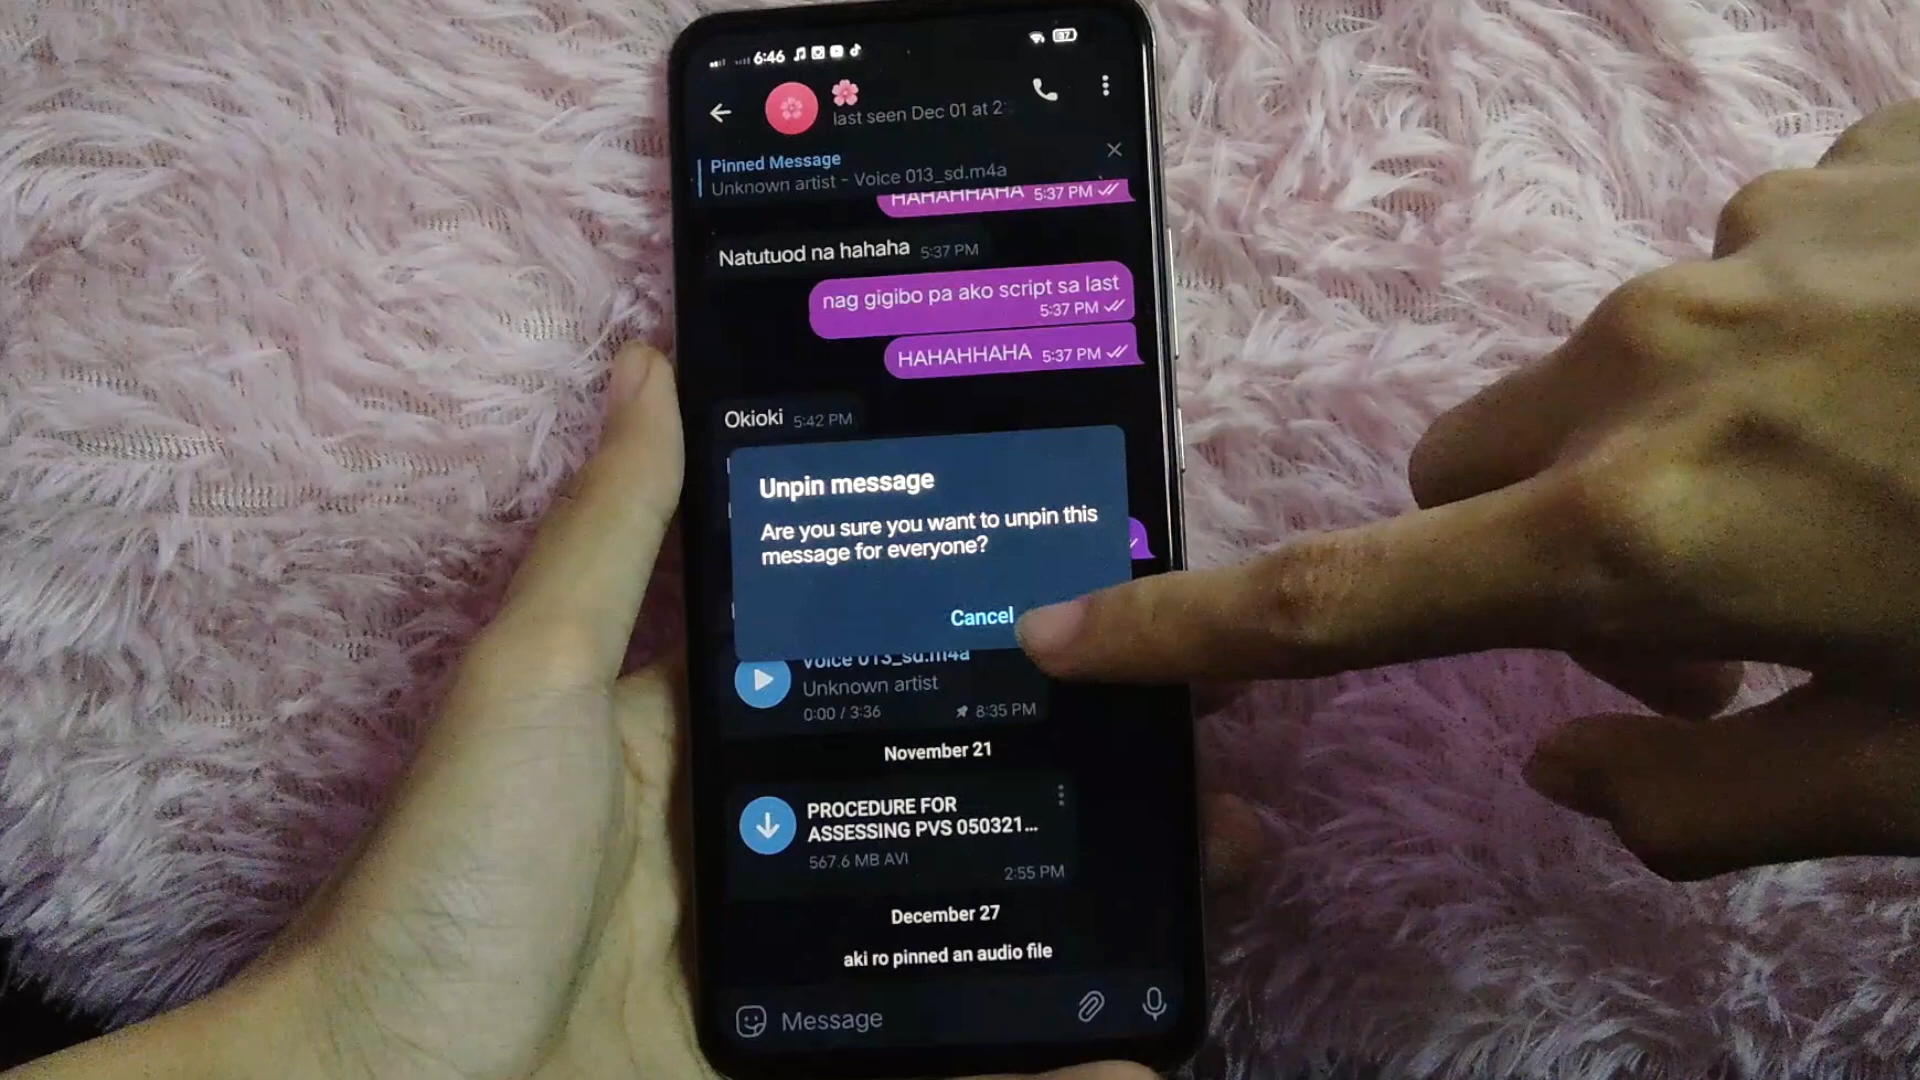 6:46
37
last seen Dec 01 at 2
Pinned Message
Unknown artist - Voice 013_sd.m4a
HAHAHHAHA 5:37 PM
Natutuod na hahaha 5:37 PM
nag gigibo pa ako script sa last
5:37 PM
HAHAHHAHA 5:37 PM
Okioki 5:42 PM
Unpin message
Are you sure you want to unpin this
message for everyone?
Cancel
Voice 013_sd.m4a
Unknown artist
0:00 / 3:36 8:35 PM
November 21
PROCEDURE FOR
ASSESSING PVS 050321...
567.6 MB AVI
2:55 PM
December 27
aki ro pinned an audio file
Message